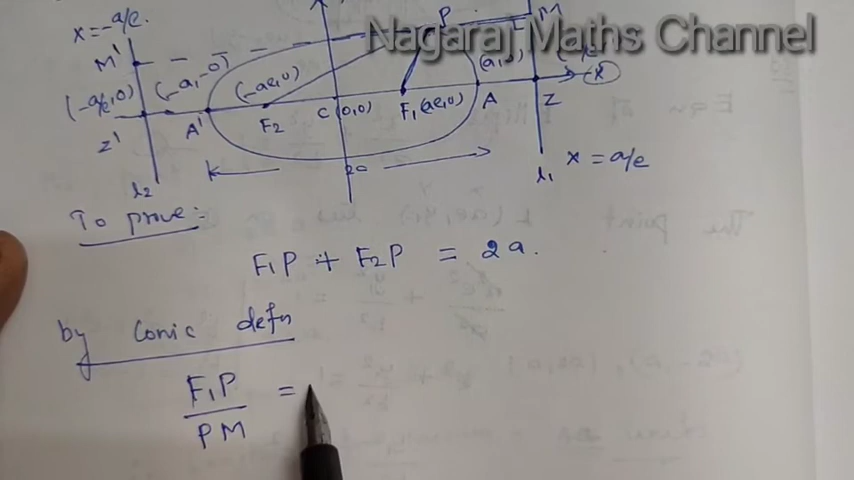 Nagaraj Maths Channel
x = -a/e.
P
M
M'
(-a/e, 0)
(-a, -0)
(-ae, 0)
(a, 0)
x
Z'
A'
F2
C (0,0)
F1 (ae, 0)
A
Z
2a
l2
l1
x = a/e
To prove:-
F1P + F2P = 2a.
by Conic defn
F1P
PM
=